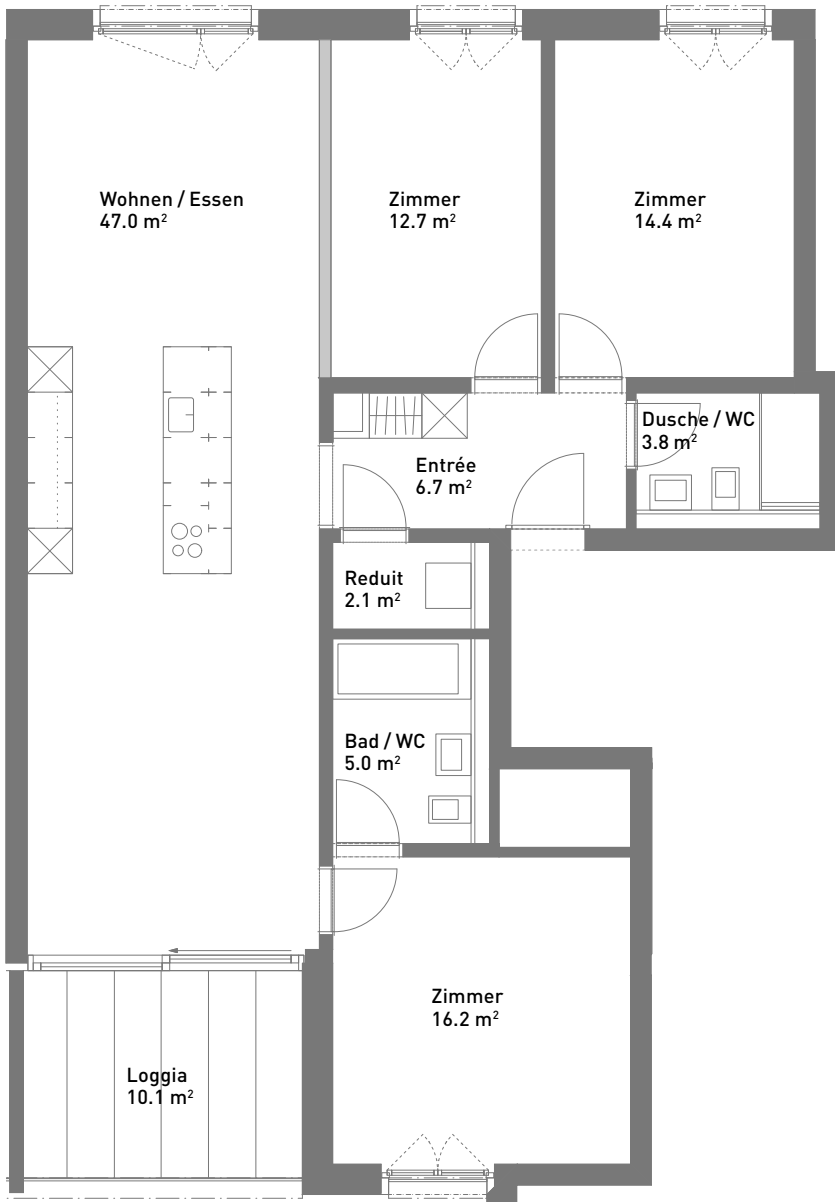 Wohnen / Essen
47.0 m²
Zimmer
12.7 m²
Zimmer
14.4 m²
Dusche / WC
3.8 m²
Entrée
6.7 m²
Reduit
2.1 m²
Bad / WC
5.0 m²
Zimmer
16.2 m²
Loggia
10.1 m²